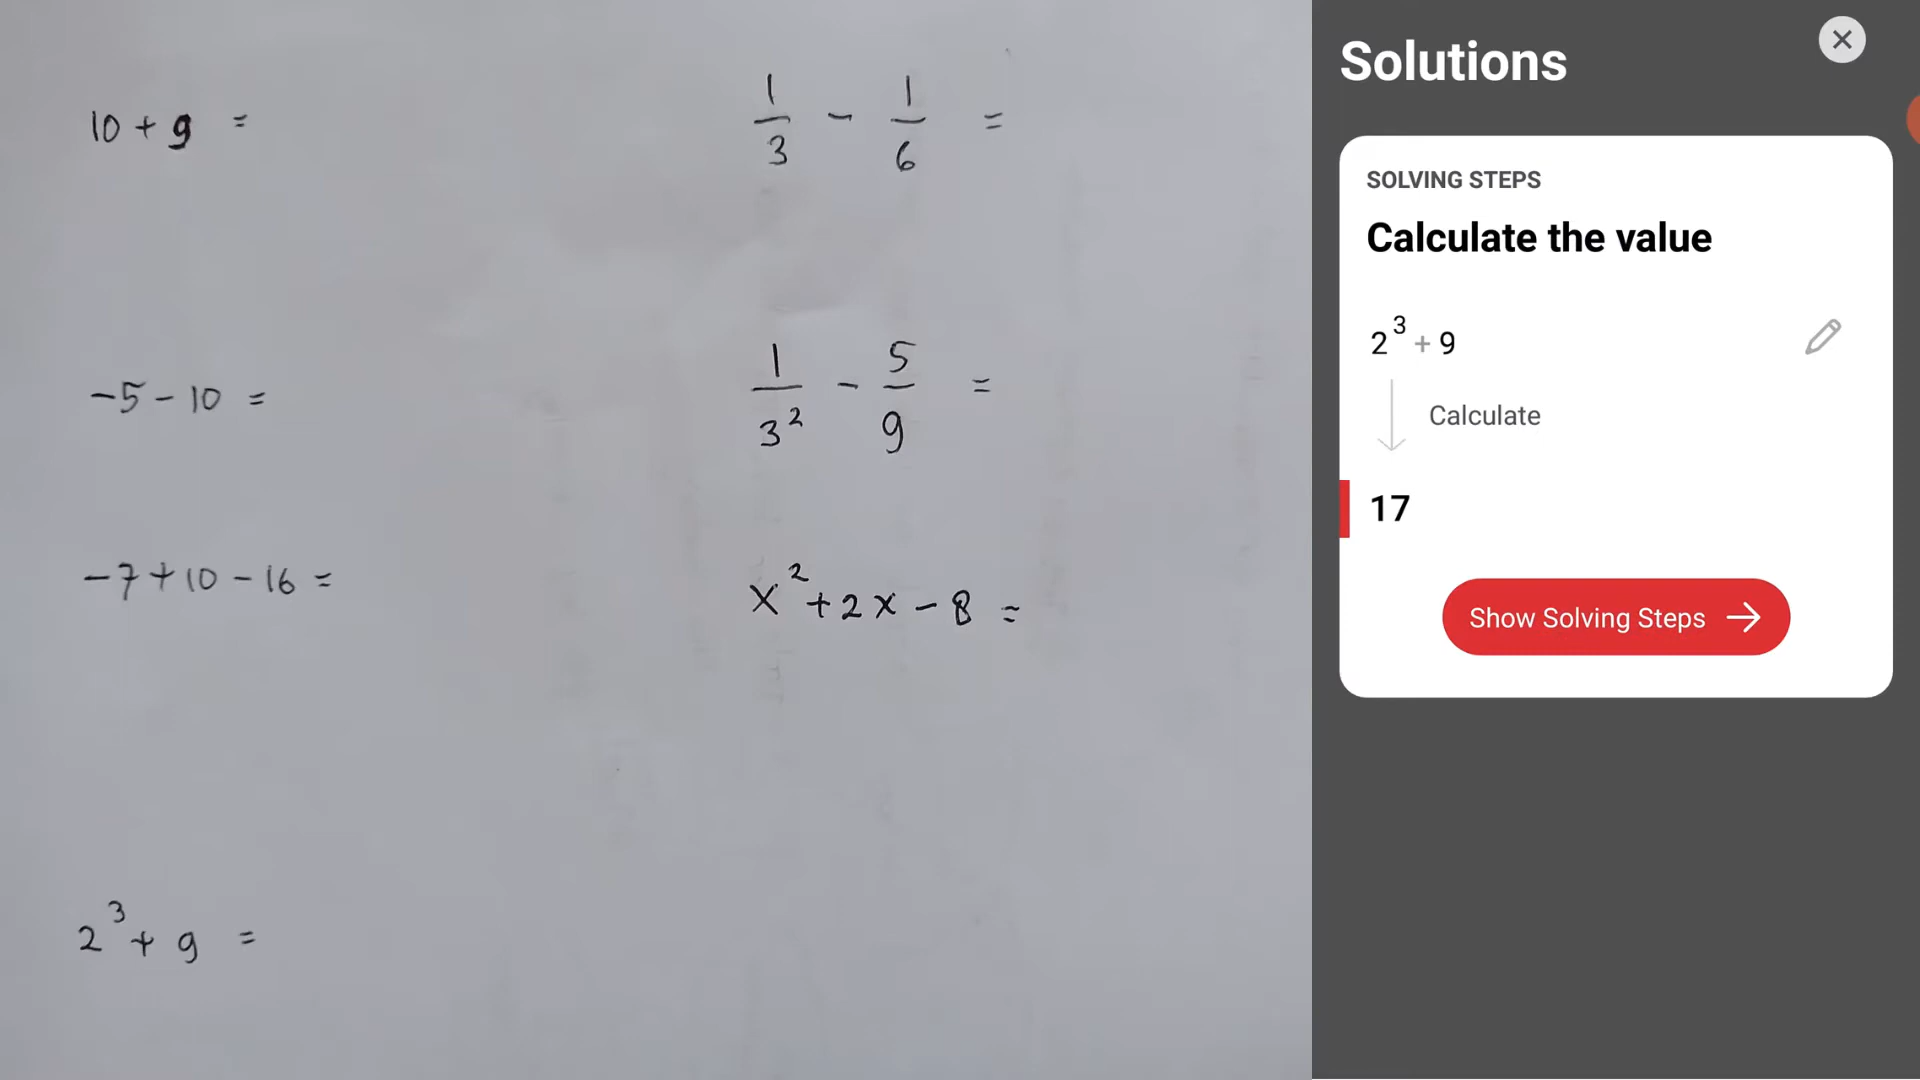 10 + 9 =
-5 - 10 =
-7 + 10 - 16 =
2³ + 9 =
1/3 - 1/6 =
1/3² - 5/9 =
x² + 2x - 8 =
Solutions
SOLVING STEPS
Calculate the value
2³ + 9
Calculate
17
Show Solving Steps →